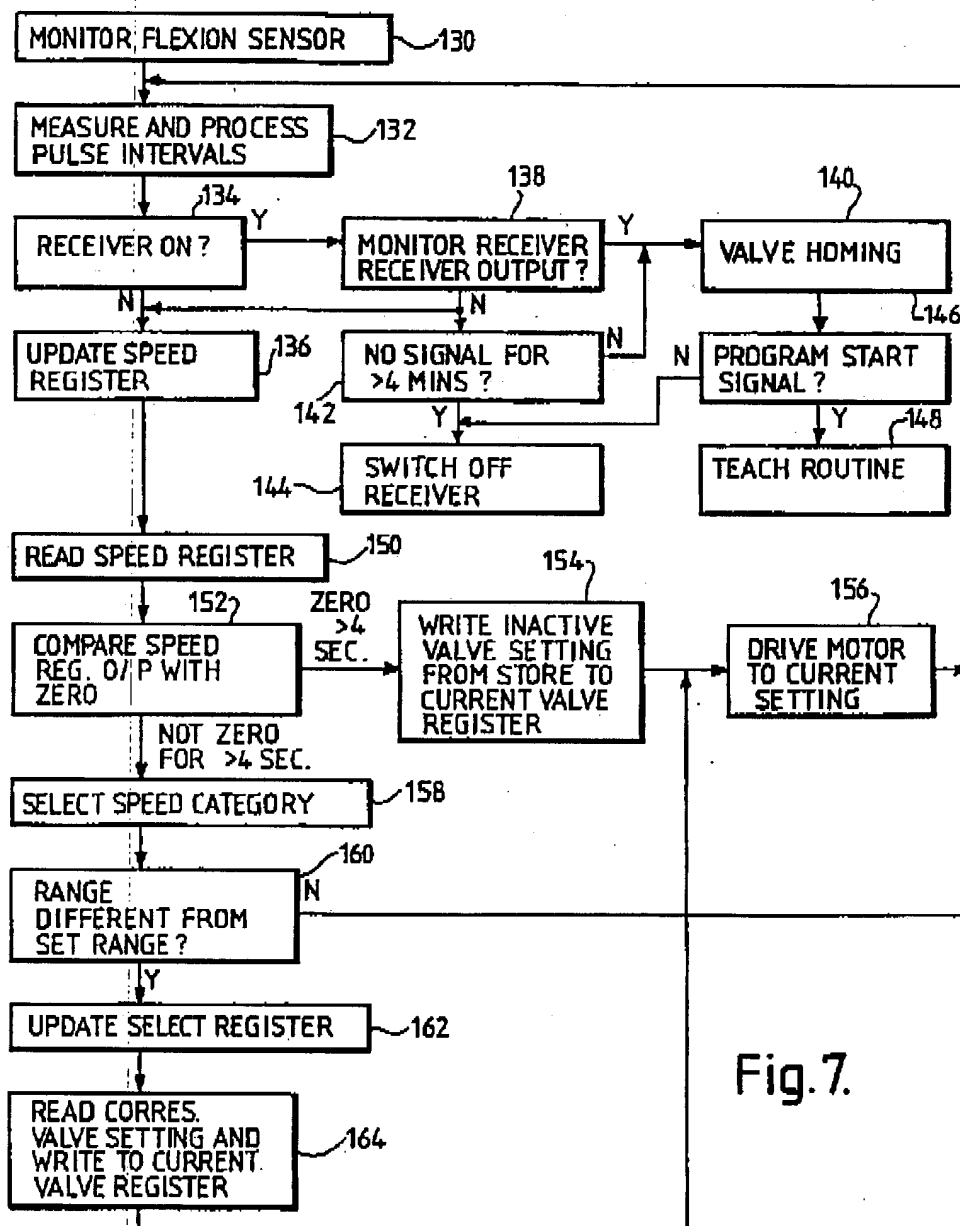 MONITOR FLEXION SENSOR
130
MEASURE AND PROCESS
PULSE INTERVALS
132
134
138
140
RECEIVER ON ?
Y
MONITOR RECEIVER
RECEIVER OUTPUT ?
Y
VALVE HOMING
N
N
146
UPDATE SPEED
REGISTER
136
NO SIGNAL FOR
>4 MINS ?
N
N
PROGRAM START
SIGNAL ?
142
Y
Y
148
144
SWITCH OFF
RECEIVER
TEACH ROUTINE
READ SPEED REGISTER
150
152
154
156
COMPARE SPEED
REG. O/P WITH
ZERO
ZERO
>4
SEC.
WRITE INACTIVE
VALVE SETTING
FROM STORE TO
CURRENT VALVE
REGISTER
DRIVE MOTOR
TO CURRENT
SETTING
NOT ZERO
FOR >4 SEC.
SELECT SPEED CATEGORY
158
160
RANGE
DIFFERENT FROM
SET RANGE ?
N
Y
UPDATE SELECT REGISTER
162
READ CORRES.
VALVE SETTING AND
WRITE TO CURRENT
VALVE REGISTER
164
Fig.7.